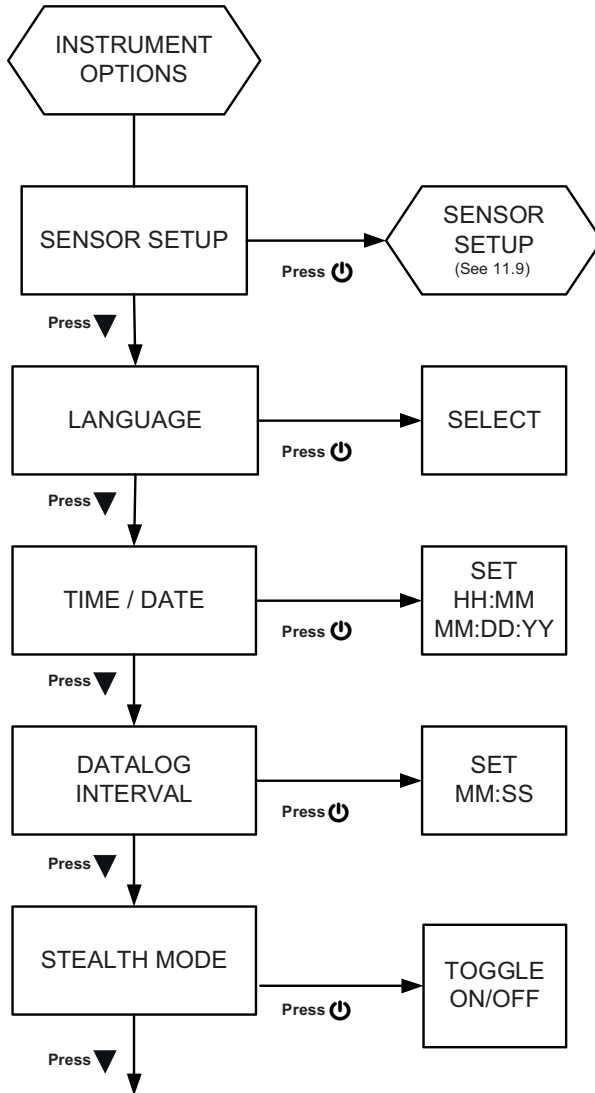 INSTRUMENT
OPTIONS
SENSOR SETUP
Press
SENSOR
SETUP
(See 11.9)
Press
LANGUAGE
Press
SELECT
Press
TIME / DATE
Press
SET
HH:MM
MM:DD:YY
Press
DATALOG
INTERVAL
Press
SET
MM:SS
Press
STEALTH MODE
Press
TOGGLE
ON/OFF
Press